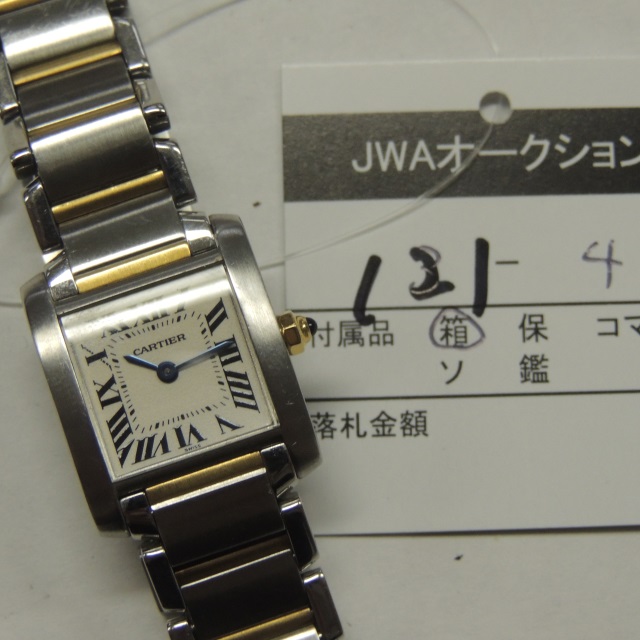 JWAオークション
131-4
付属品 箱 保 コマ
ソ 鑑
落札金額
CARTIER